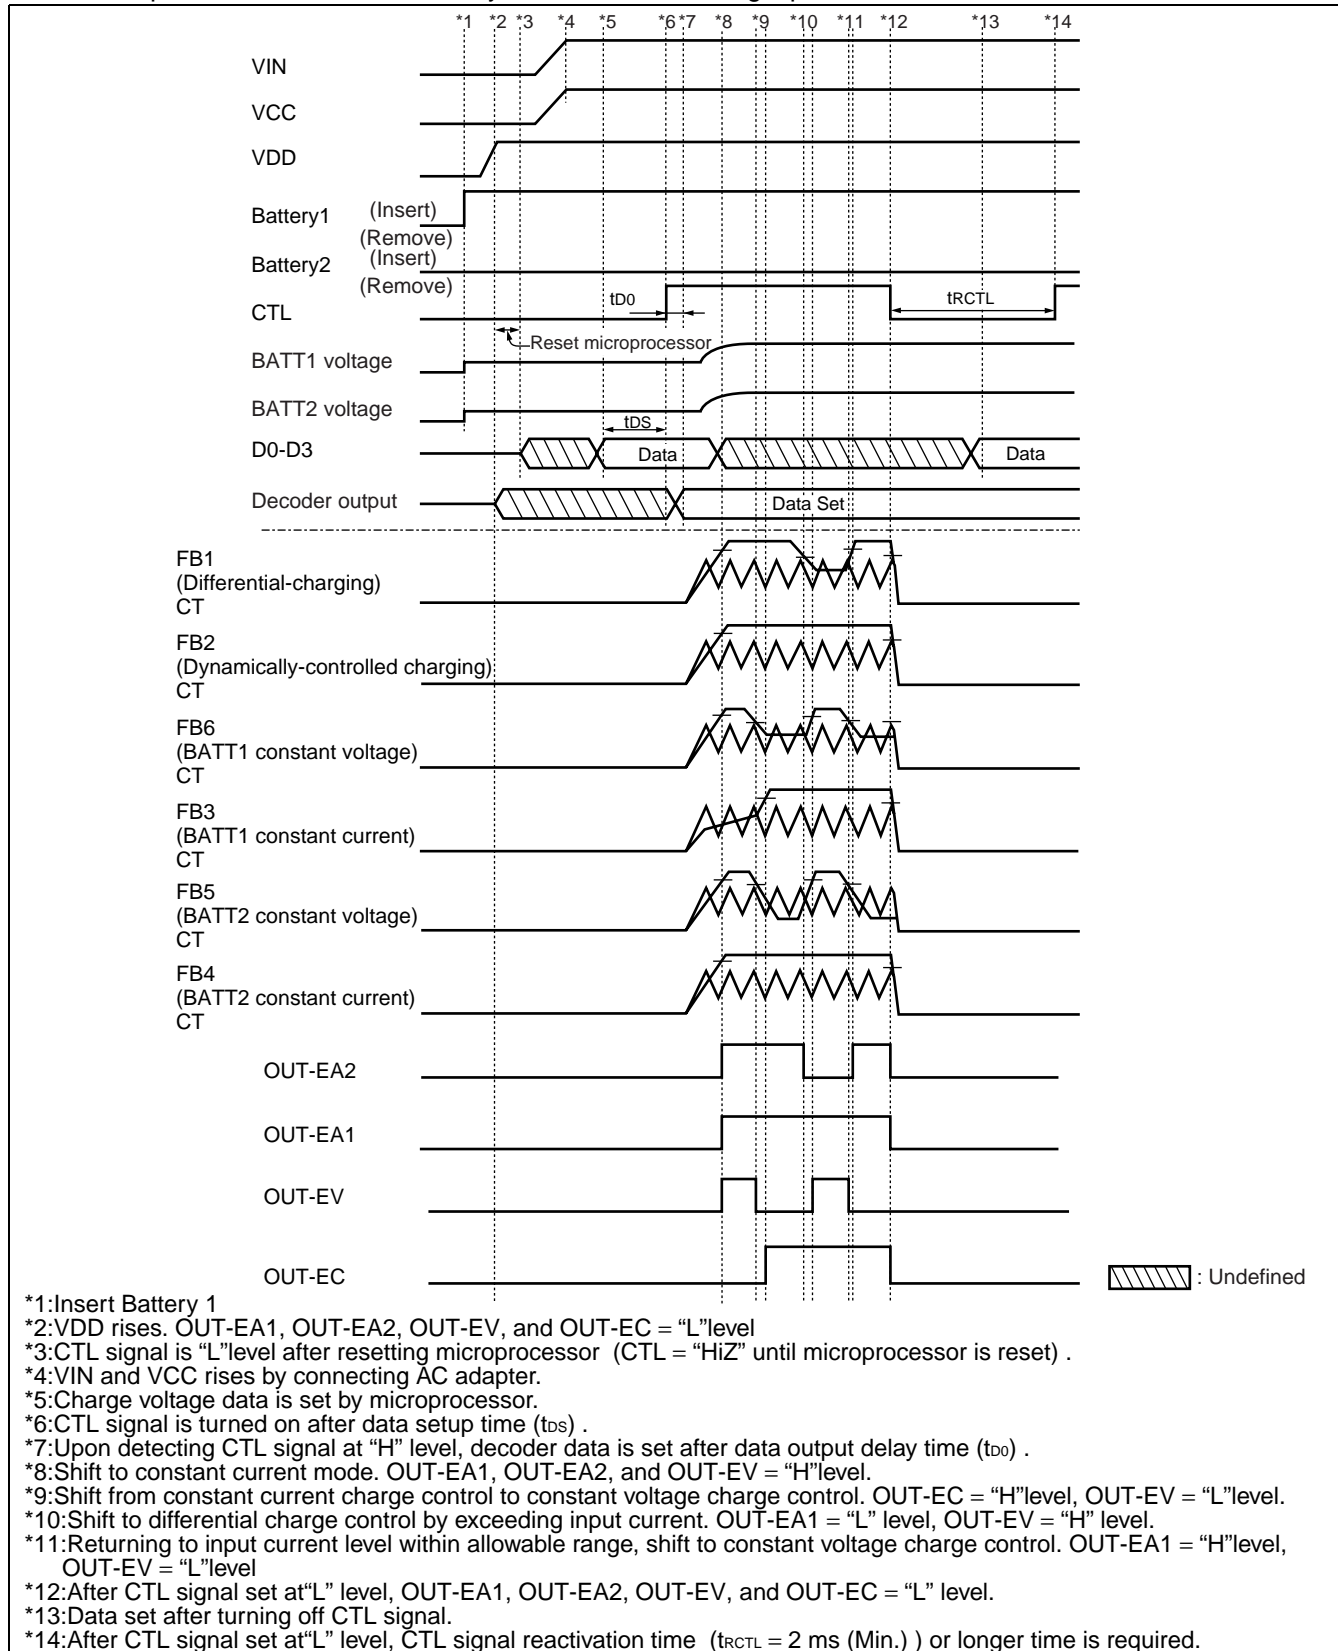 *1 *2 *3 *4 *5 *6 *7 *8 *9 *10 *11 *12 *13 *14
VIN
VCC
VDD
Battery1 (Insert)
(Remove)
Battery2 (Insert)
(Remove)
CTL tD0 tRCTL
Reset microprocessor
BATT1 voltage
BATT2 voltage
tDS
D0-D3 Data Data
Decoder output Data Set
FB1
(Differential-charging)
CT
FB2
(Dynamically-controlled charging)
CT
FB6
(BATT1 constant voltage)
CT
FB3
(BATT1 constant current)
CT
FB5
(BATT2 constant voltage)
CT
FB4
(BATT2 constant current)
CT
OUT-EA2
OUT-EA1
OUT-EV
OUT-EC
: Undefined
*1:Insert Battery 1
*2:VDD rises. OUT-EA1, OUT-EA2, OUT-EV, and OUT-EC = “L”level
*3:CTL signal is “L”level after resetting microprocessor (CTL = “HiZ” until microprocessor is reset) .
*4:VIN and VCC rises by connecting AC adapter.
*5:Charge voltage data is set by microprocessor.
*6:CTL signal is turned on after data setup time (tDS) .
*7:Upon detecting CTL signal at “H” level, decoder data is set after data output delay time (tD0) .
*8:Shift to constant current mode. OUT-EA1, OUT-EA2, and OUT-EV = “H”level.
*9:Shift from constant current charge control to constant voltage charge control. OUT-EC = “H”level, OUT-EV = “L”level.
*10:Shift to differential charge control by exceeding input current. OUT-EA1 = “L” level, OUT-EV = “H” level.
*11:Returning to input current level within allowable range, shift to constant voltage charge control. OUT-EA1 = “H”level,
OUT-EV = “L”level
*12:After CTL signal set at“L” level, OUT-EA1, OUT-EA2, OUT-EV, and OUT-EC = “L” level.
*13:Data set after turning off CTL signal.
*14:After CTL signal set at“L” level, CTL signal reactivation time (tRCTL = 2 ms (Min.) ) or longer time is required.